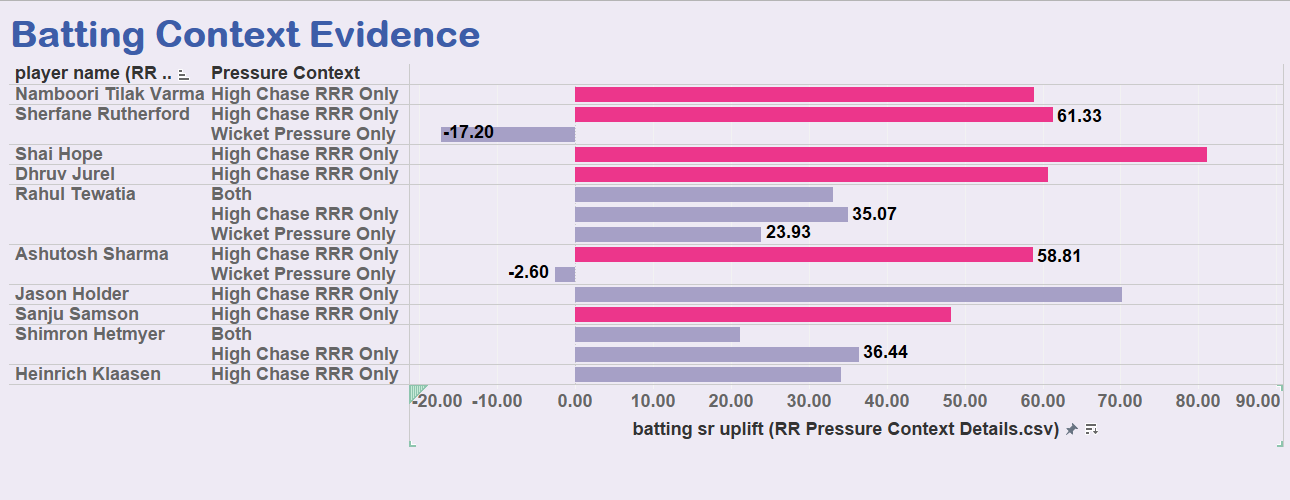 Batting Context Evidence
player name (RR .. Pressure Context
Namboori Tilak Varma High Chase RRR Only
Sherfane Rutherford High Chase RRR Only 61.33
Wicket Pressure Only -17.20
Shai Hope High Chase RRR Only
Dhruv Jurel High Chase RRR Only
Rahul Tewatia Both
High Chase RRR Only 35.07
Wicket Pressure Only 23.93
Ashutosh Sharma High Chase RRR Only 58.81
Wicket Pressure Only -2.60
Jason Holder High Chase RRR Only
Sanju Samson High Chase RRR Only
Shimron Hetmyer Both
High Chase RRR Only 36.44
Heinrich Klaasen High Chase RRR Only
-20.00 -10.00 0.00 10.00 20.00 30.00 40.00 50.00 60.00 70.00 80.00 90.00
batting sr uplift (RR Pressure Context Details.csv)